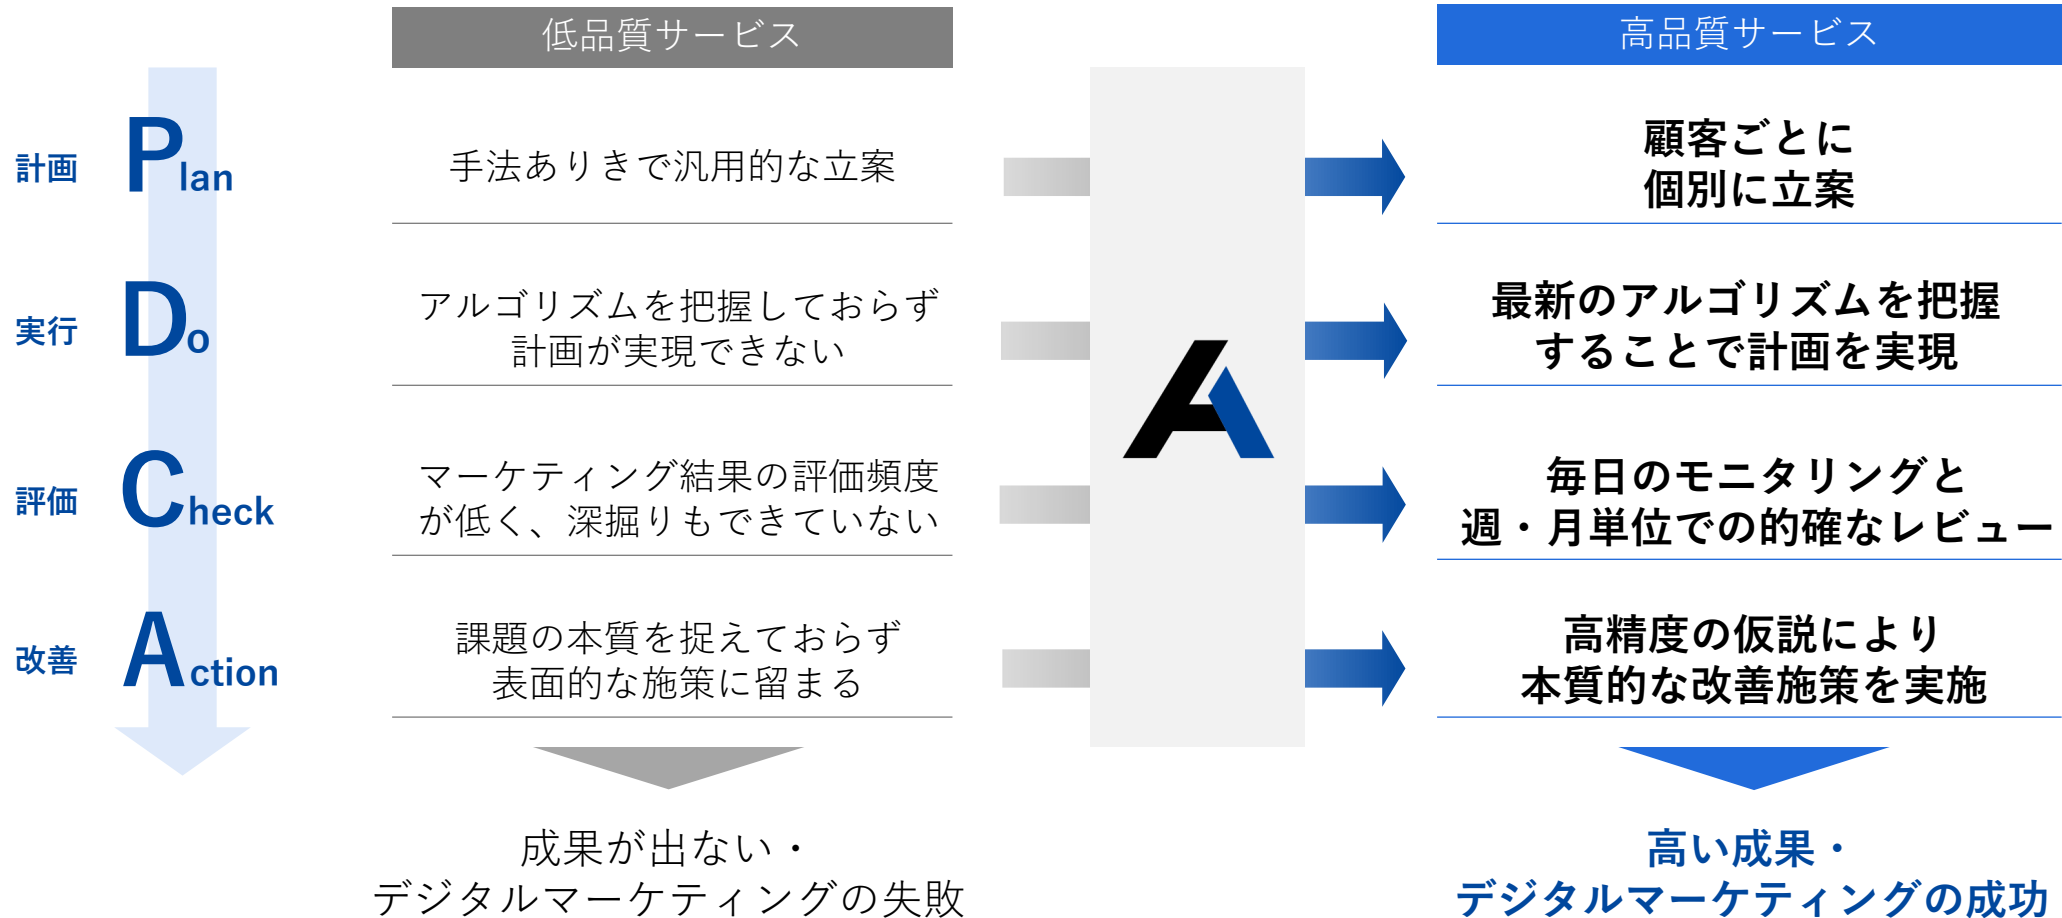 低品質サービス
高品質サービス
計画
Plan
手法ありきで汎用的な立案
顧客ごとに
個別に立案
実行
Do
アルゴリズムを把握しておらず
計画が実現できない
最新のアルゴリズムを把握
することで計画を実現
評価
Check
マーケティング結果の評価頻度
が低く、深掘りもできていない
毎日のモニタリングと
週・月単位での的確なレビュー
改善
Action
課題の本質を捉えておらず
表面的な施策に留まる
高精度の仮説により
本質的な改善施策を実施
成果が出ない・
デジタルマーケティングの失敗
高い成果・
デジタルマーケティングの成功